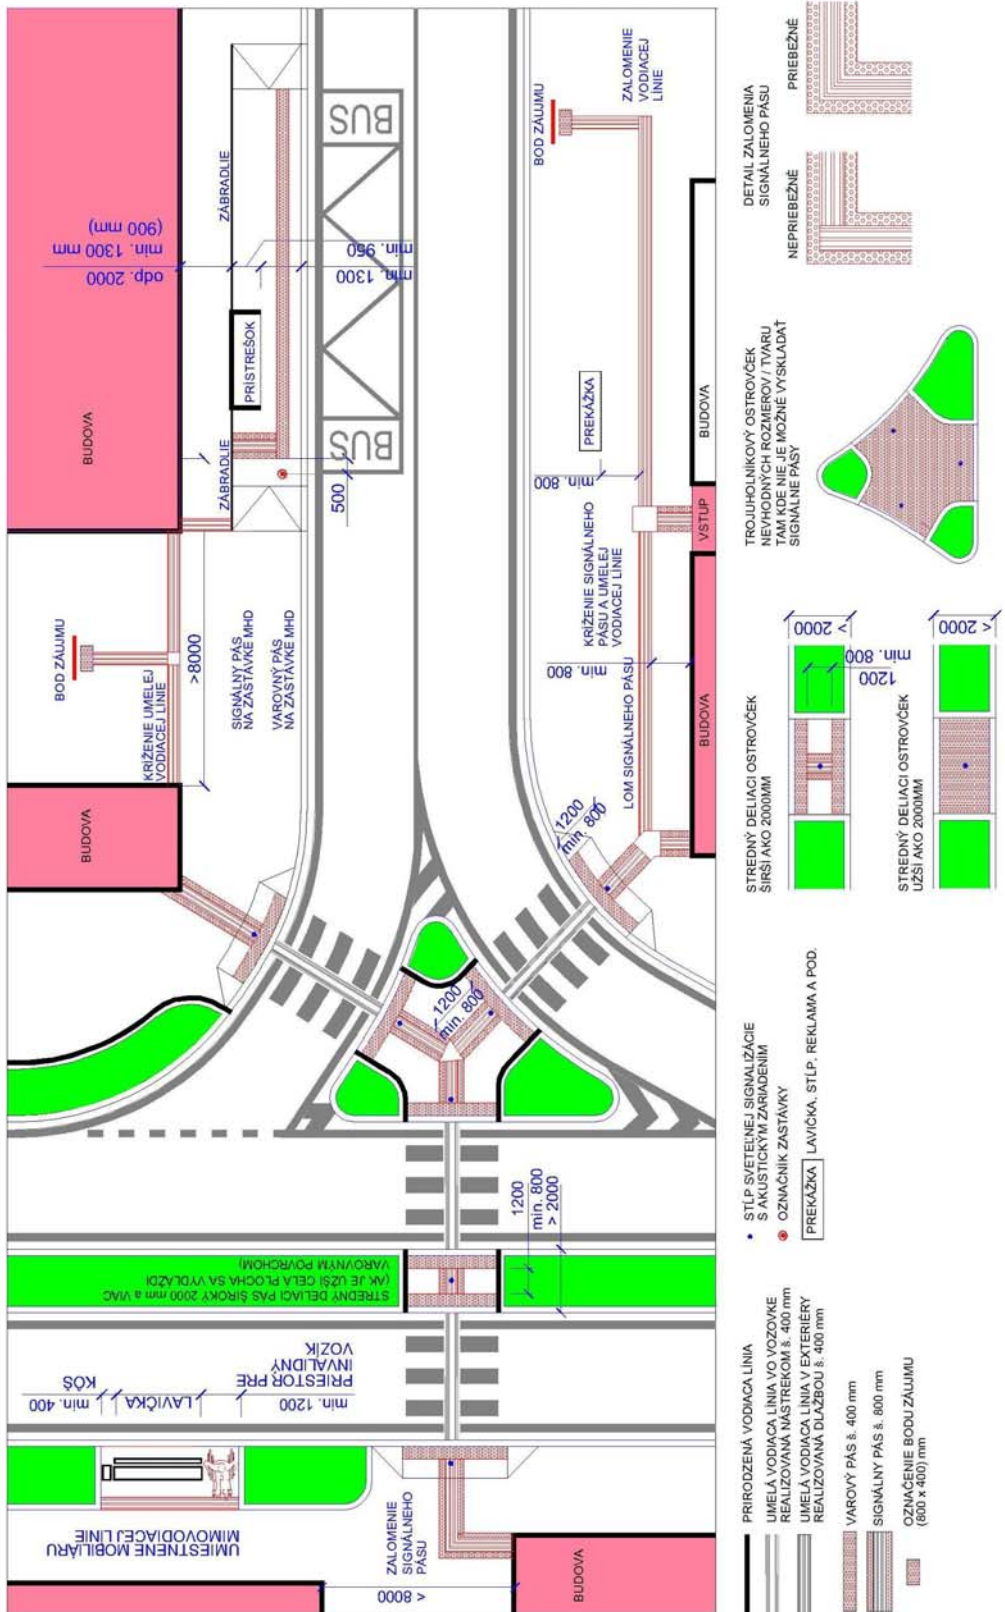 BUDOVA
BOD ZÁUJMU
KRÍŽENIE UMELEJ
VODIACEJ LÍNIE
>8000
BUDOVA
odp. 2000
min. 1300 mm
(900 mm)
ZÁBRADLIE
PRÍSTREŠOK
ZÁBRADLIE
min. 1300
min. 950
500
SIGNÁLNY PÁS
NA ZASTÁVKE MHD
VAROVNÝ PÁS
NA ZASTÁVKE MHD
BUS
BUS
BOD ZÁUJMU
ZALOMENIE
VODIACEJ
LÍNIE
PREKÁŽKA
min. 800
KRÍŽENIE SIGNÁLNEHO
PÁSU A UMELEJ
VODIACEJ LÍNIE
min. 800
LOM SIGNÁLNEHO PÁSU
1200
min. 800
BUDOVA
VSTUP
BUDOVA
1200
min. 800
1200
min. 800
> 2000
STREDNÝ DELIACI PÁS ŠIROKÝ 2000 mm a VIAC
(AK JE UŽŠÍ CELÁ PLOCHA SA VYDLÁŽDI
VAROVNÝM POVRCHOM)
min. 400
KÔŠ
LAVIČKA
min. 1200
PRIESTOR PRE
INVALIDNÝ
VOZÍK
UMIESTNENE MOBILIÁRU
MIMOVODIACEJ LÍNIE
ZALOMENIE
SIGNÁLNEHO
PÁSU
< 8000
BUDOVA
PRIRODZENÁ VODIACA LÍNIA
UMELÁ VODIACA LÍNIA VO VOZOVKE
REALIZOVANÁ NÁSTREKOM š. 400 mm
UMELÁ VODIACA LÍNIA V EXTERIÉRY
REALIZOVANÁ DLAŽBOU š. 400 mm
VAROVÝ PÁS š. 400 mm
SIGNÁLNY PÁS š. 800 mm
OZNAČENIE BODU ZÁUJMU
(800 x 400) mm
STĹP SVETEĽNEJ SIGNALIZÁCIE
S AKUSTICKÝM ZARIADENÍM
OZNAČNÍK ZASTÁVKY
PREKÁŽKA LAVIČKA, STĹP, REKLAMA A POD.
STREDNÝ DELIACI OSTROVČEK
ŠIRŠÍ AKO 2000MM
> 2000
1200
min. 800
STREDNÝ DELIACI OSTROVČEK
UŽŠÍ AKO 2000MM
< 2000
TROJUHOLNÍKOVÝ OSTROVČEK
NEVHODNÝCH ROZMEROV / TVARU
TAM KDE NIE JE MOŽNÉ VYSKLADAŤ
SIGNÁLNE PÁSY
DETAIL ZALOMENIA
SIGNÁLNEHO PÁSU
NEPRIEBEŽNÉ
PRIEBEŽNÉ